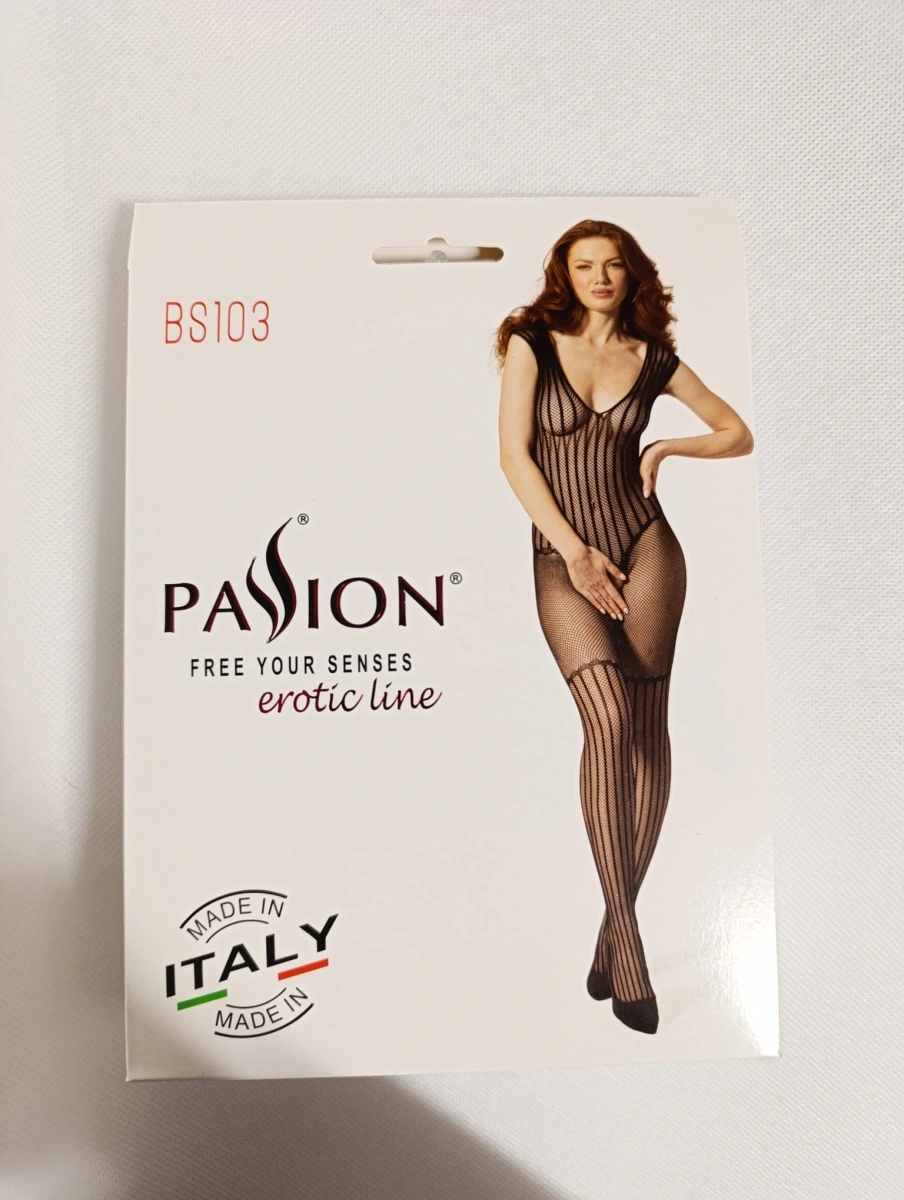 BS103
PASSION®
FREE YOUR SENSES
erotic line
MADE IN
ITALY
MADE IN